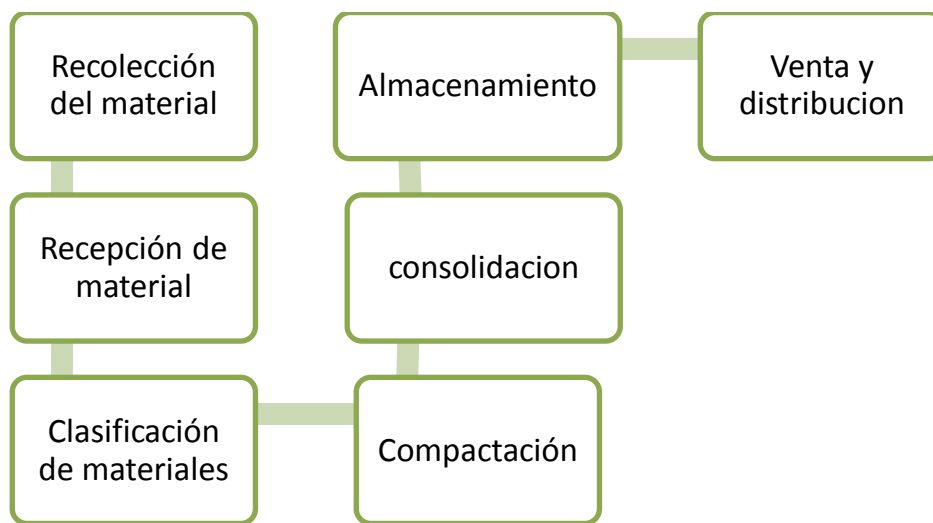 Recolección
del material
Recepción de
material
Clasificación
de materiales
Compactación
consolidacion
Almacenamiento
Venta y
distribucion